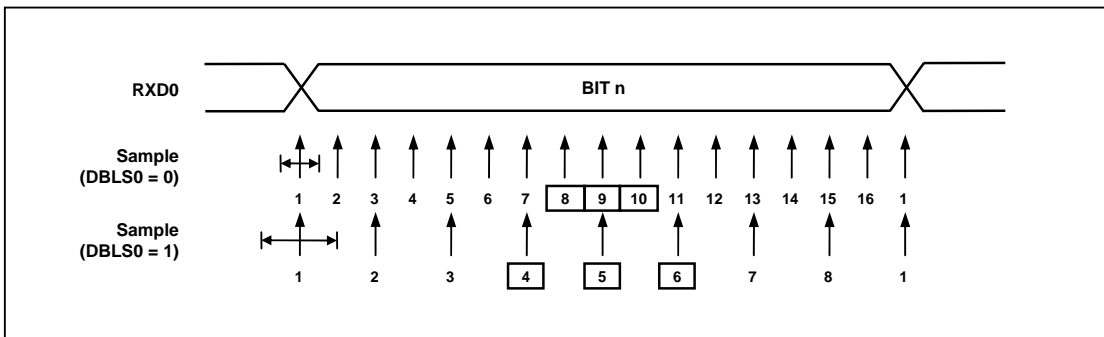 RXD0
BIT n
Sample
(DBLS0 = 0)
1 2 3 4 5 6 7 8 9 10 11 12 13 14 15 16 1
Sample
(DBLS0 = 1)
1 2 3 4 5 6 7 8 1